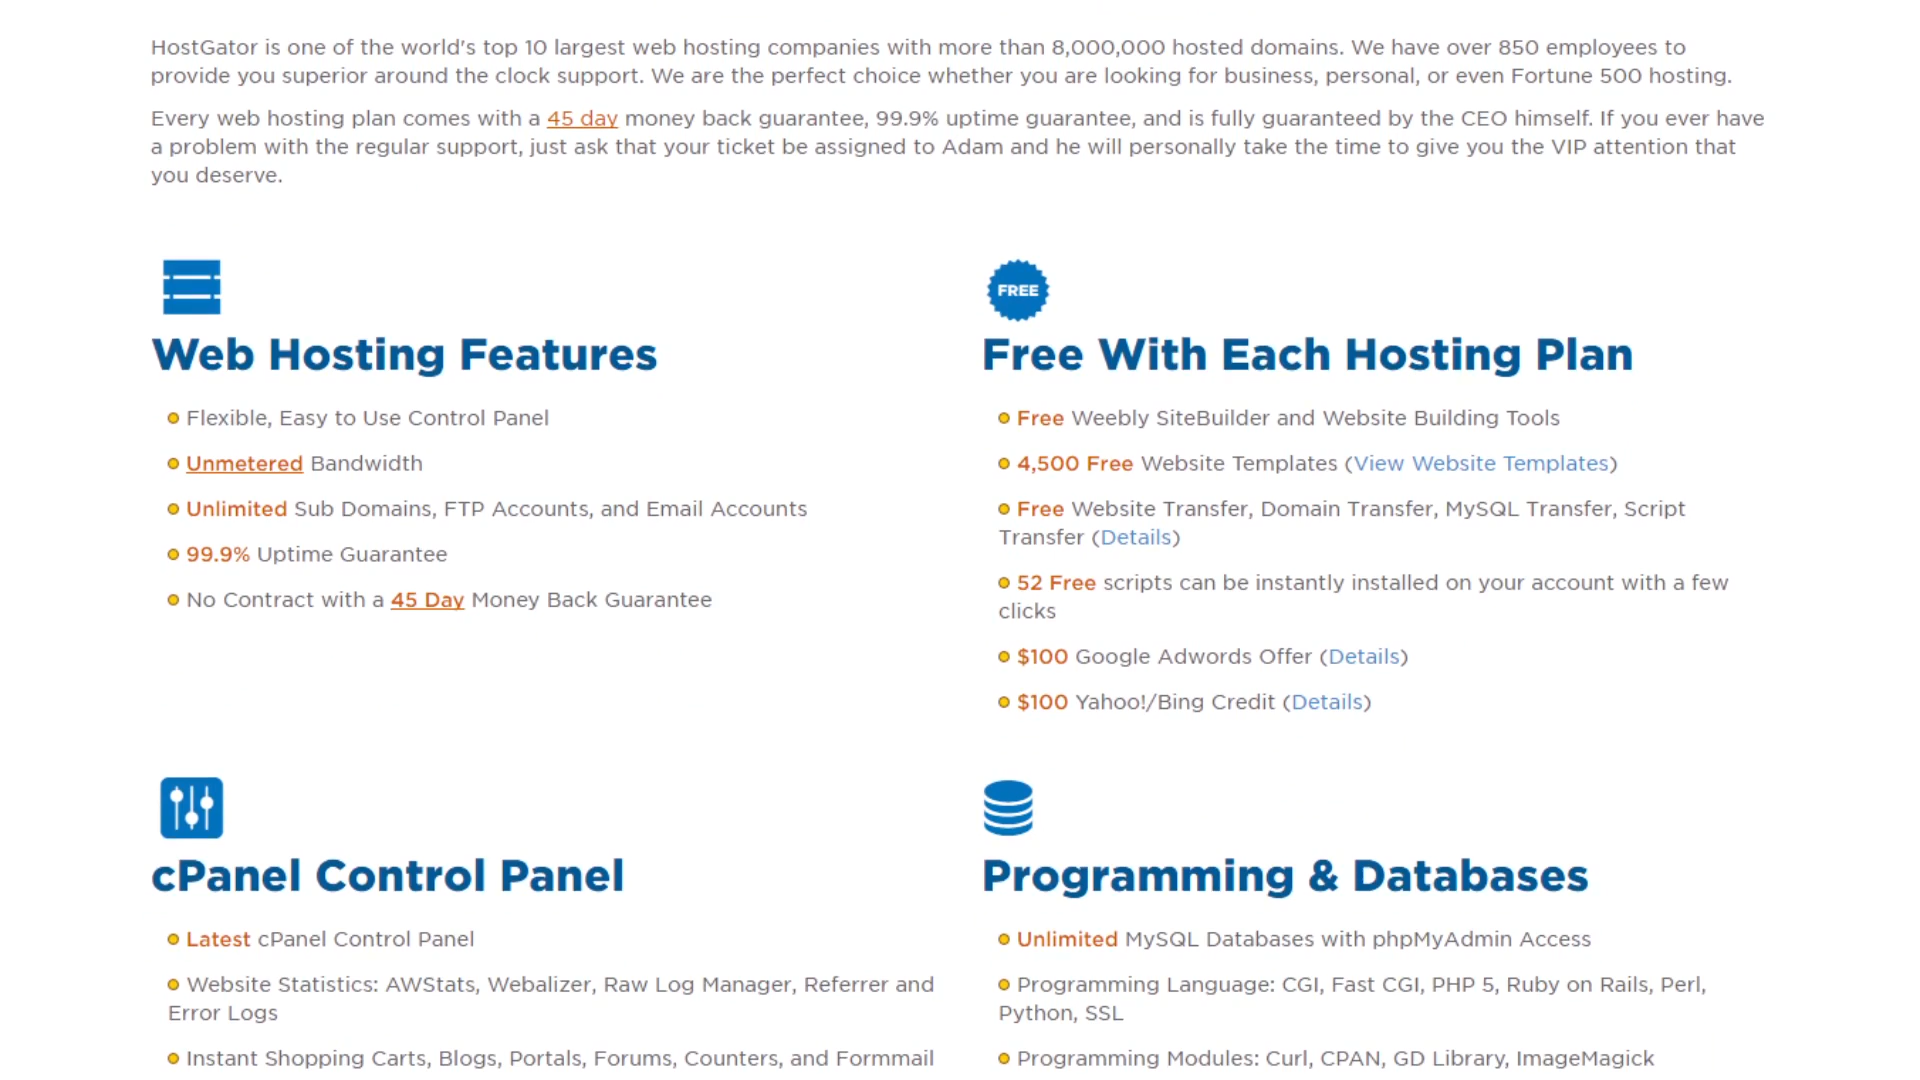 HostGator is one of the world's top 10 largest web hosting companies with more than 8,000,000 hosted domains. We have over 850 employees to
provide you superior around the clock support. We are the perfect choice whether you are looking for business, personal, or even Fortune 500 hosting.
Every web hosting plan comes with a 45 day money back guarantee, 99.9% uptime guarantee, and is fully guaranteed by the CEO himself. If you ever have
a problem with the regular support, just ask that your ticket be assigned to Adam and he will personally take the time to give you the VIP attention that
you deserve.
Web Hosting Features
Flexible, Easy to Use Control Panel
Unmetered Bandwidth
Unlimited Sub Domains, FTP Accounts, and Email Accounts
99.9% Uptime Guarantee
No Contract with a 45 Day Money Back Guarantee
FREE
Free With Each Hosting Plan
Free Weebly SiteBuilder and Website Building Tools
4,500 Free Website Templates (View Website Templates)
Free Website Transfer, Domain Transfer, MySQL Transfer, Script
Transfer (Details)
52 Free scripts can be instantly installed on your account with a few
clicks
$100 Google Adwords Offer (Details)
$100 Yahoo!/Bing Credit (Details)
cPanel Control Panel
Latest cPanel Control Panel
Website Statistics: AWStats, Webalizer, Raw Log Manager, Referrer and
Error Logs
Instant Shopping Carts, Blogs, Portals, Forums, Counters, and Formmail
Programming & Databases
Unlimited MySQL Databases with phpMyAdmin Access
Programming Language: CGI, Fast CGI, PHP 5, Ruby on Rails, Perl,
Python, SSL
Programming Modules: Curl, CPAN, GD Library, ImageMagick